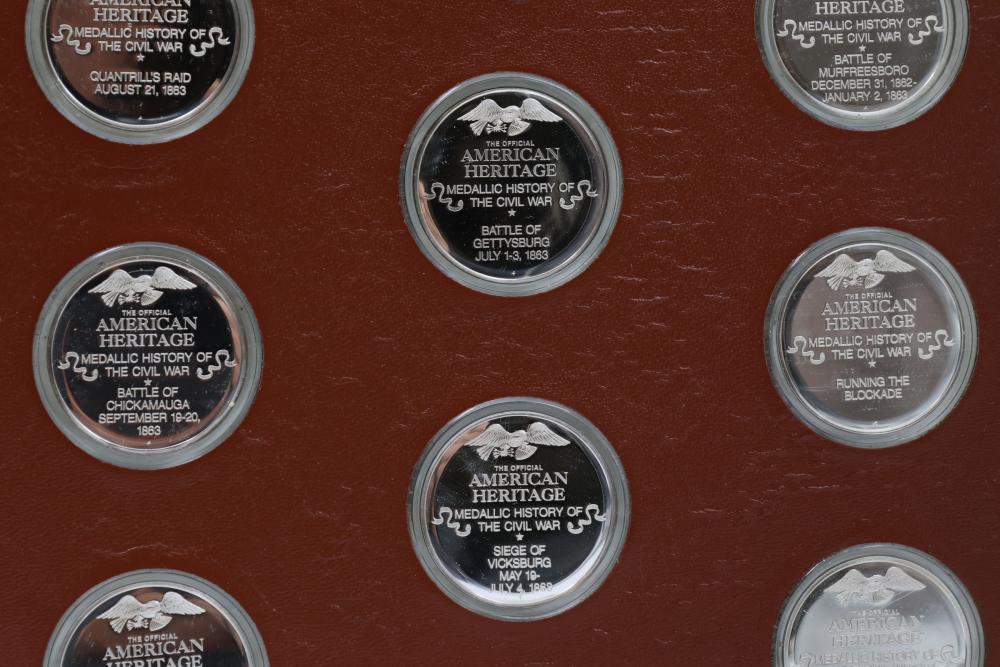 AMERICAN
HERITAGE
MEDALLIC HISTORY OF
THE CIVIL WAR
QUANTRILL'S RAID
AUGUST 21, 1863
HERITAGE
MEDALLIC HISTORY OF
THE CIVIL WAR
BATTLE OF
MURFREESBORO
DECEMBER 31, 1862-
JANUARY 2, 1863
THE OFFICIAL
AMERICAN
HERITAGE
MEDALLIC HISTORY OF
THE CIVIL WAR
BATTLE OF
GETTYSBURG
JULY 1-3, 1863
THE OFFICIAL
AMERICAN
HERITAGE
MEDALLIC HISTORY OF
THE CIVIL WAR
BATTLE OF
CHICKAMAUGA
SEPTEMBER 19-20,
1863
THE OFFICIAL
AMERICAN
HERITAGE
MEDALLIC HISTORY OF
THE CIVIL WAR
RUNNING THE
BLOCKADE
THE OFFICIAL
AMERICAN
HERITAGE
MEDALLIC HISTORY OF
THE CIVIL WAR
SIEGE OF
VICKSBURG
MAY 19-
JULY 4, 1863
THE OFFICIAL
AMERICAN
HERITAGE
THE OFFICIAL
AMERICAN
HERITAGE
MEDALLIC HISTORY OF